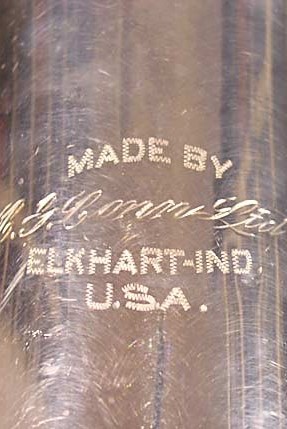 MADE BY
C.G.Conn Ltd
ELKHART-IND.
U.S.A.